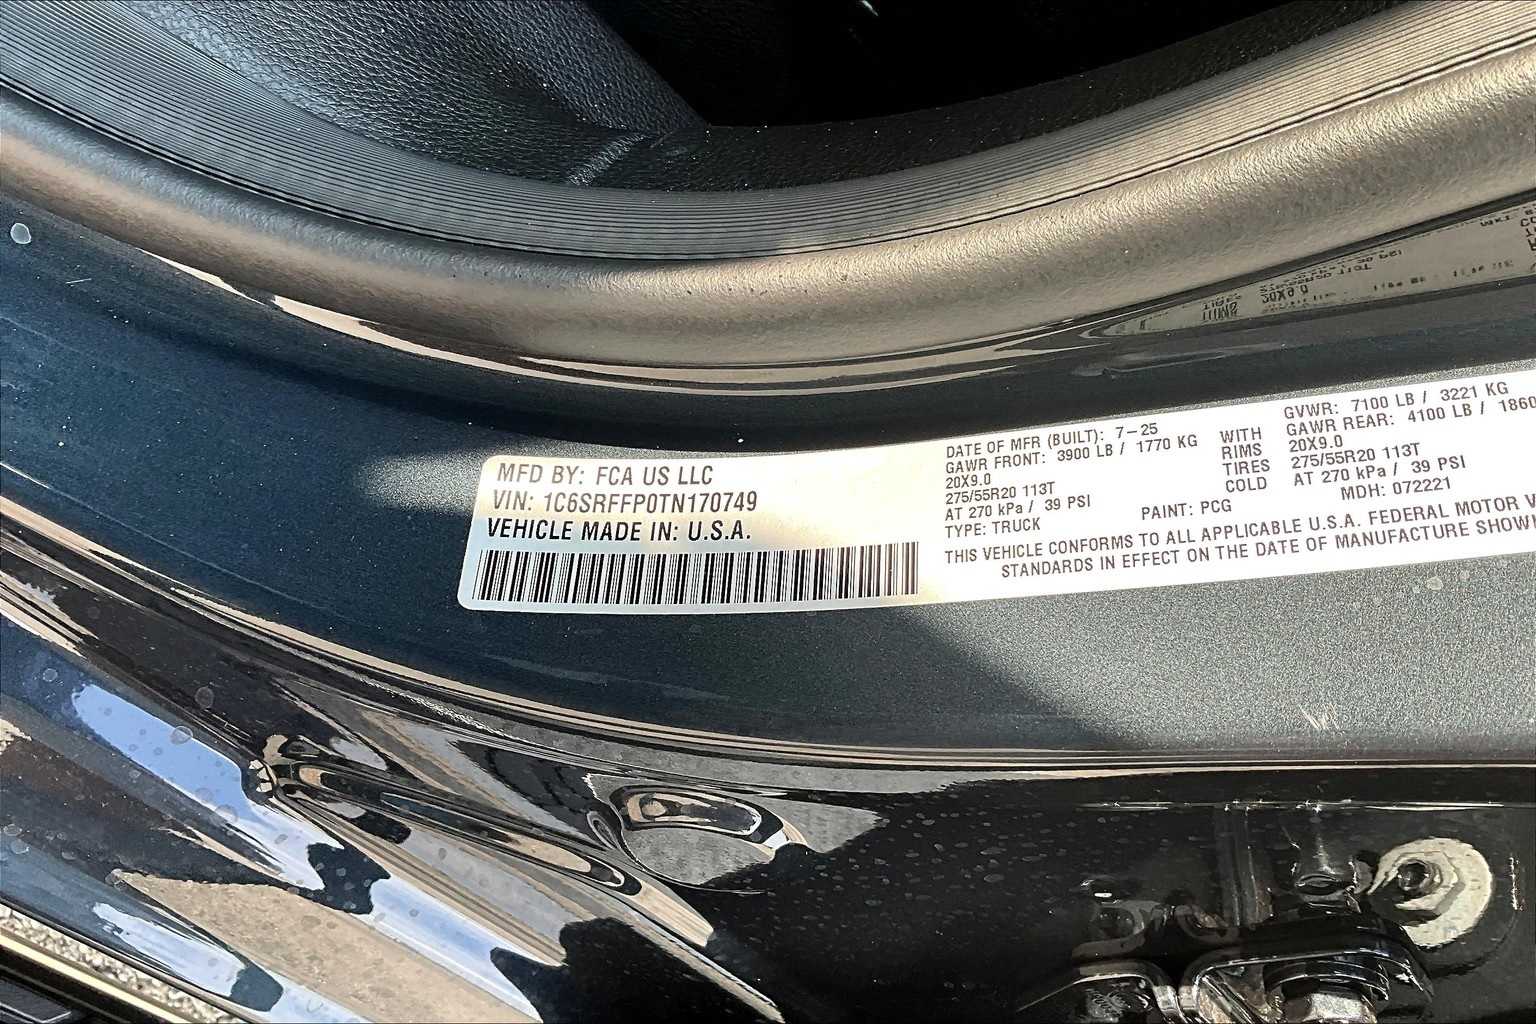 MFD BY: FCA US LLC
VIN: 1C6SRFFP0TN170749
VEHICLE MADE IN: U.S.A.
DATE OF MFR (BUILT): 7-25
GAWR FRONT: 3900 LB / 1770 KG
20X9.0
275/55R20 113T
AT 270 kPa / 39 PSI
TYPE: TRUCK
WITH
RIMS
TIRES
COLD
GVWR: 7100 LB / 3221 KG
GAWR REAR: 4100 LB / 1860
20X9.0
275/55R20 113T
AT 270 kPa / 39 PSI
PAINT: PCG
MDH: 072221
THIS VEHICLE CONFORMS TO ALL APPLICABLE U.S.A. FEDERAL MOTOR V
STANDARDS IN EFFECT ON THE DATE OF MANUFACTURE SHOW